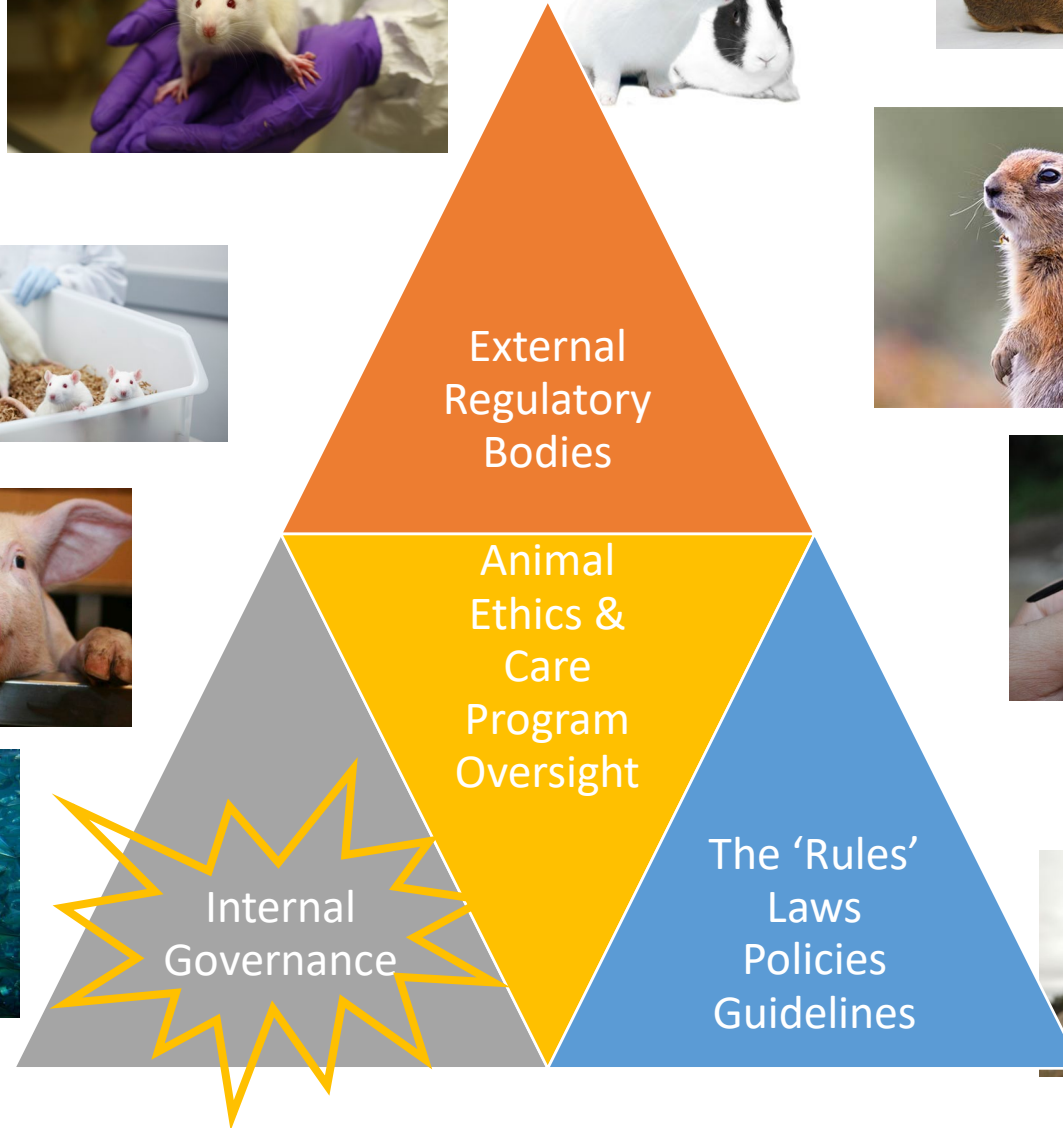 External
Regulatory
Bodies
Animal
Ethics &
Care
Program
Oversight
Internal
Governance
The ‘Rules’
Laws
Policies
Guidelines